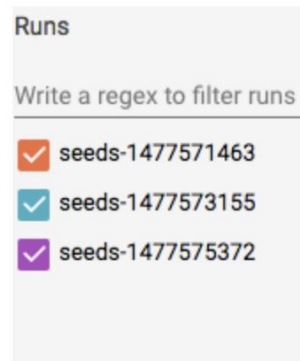 Runs
Write a regex to filter runs
seeds-1477571463
seeds-1477573155
seeds-1477575372